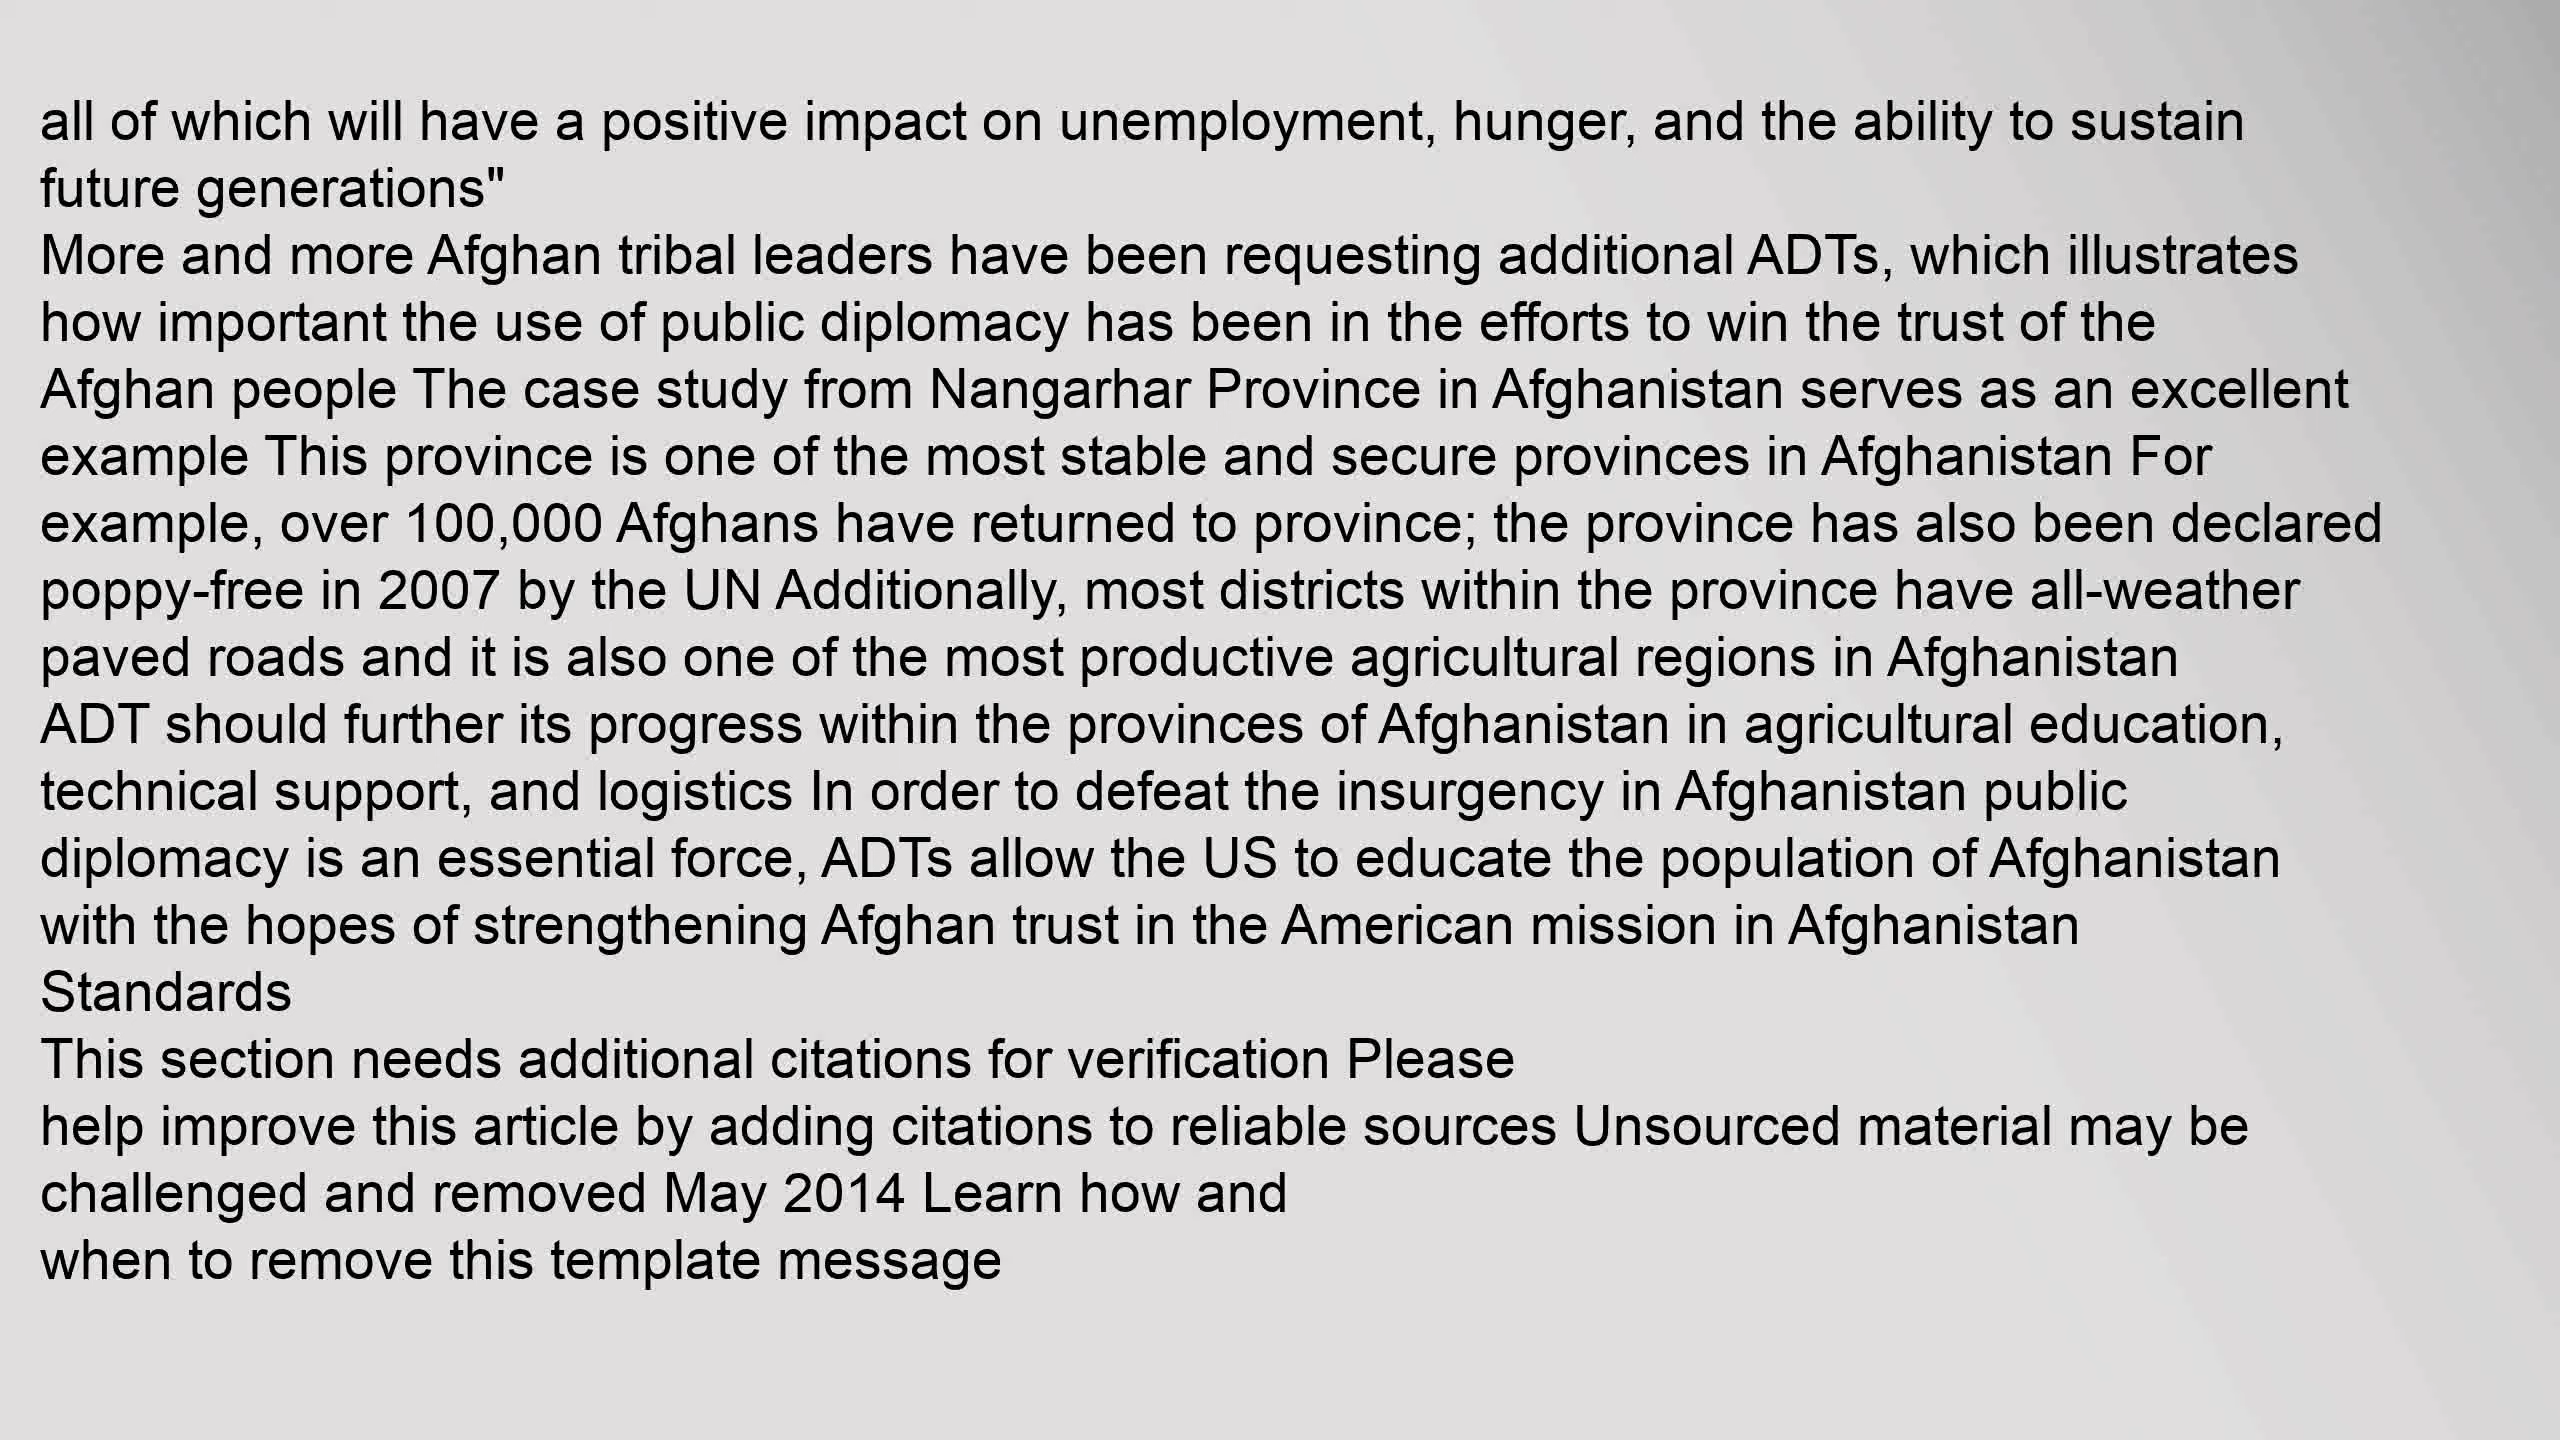 all of which will have a positive impact on unemployment, hunger, and the ability to sustain
future generations"
More and more Afghan tribal leaders have been requesting additional ADTs, which illustrates
how important the use of public diplomacy has been in the efforts to win the trust of the
Afghan people The case study from Nangarhar Province in Afghanistan serves as an excellent
example This province is one of the most stable and secure provinces in Afghanistan For
example, over 100,000 Afghans have returned to province; the province has also been declared
poppy-free in 2007 by the UN Additionally, most districts within the province have all-weather
paved roads and it is also one of the most productive agricultural regions in Afghanistan
ADT should further its progress within the provinces of Afghanistan in agricultural education,
technical support, and logistics In order to defeat the insurgency in Afghanistan public
diplomacy is an essential force, ADTs allow the US to educate the population of Afghanistan
with the hopes of strengthening Afghan trust in the American mission in Afghanistan
Standards
This section needs additional citations for verification Please
help improve this article by adding citations to reliable sources Unsourced material may be
challenged and removed May 2014 Learn how and
when to remove this template message